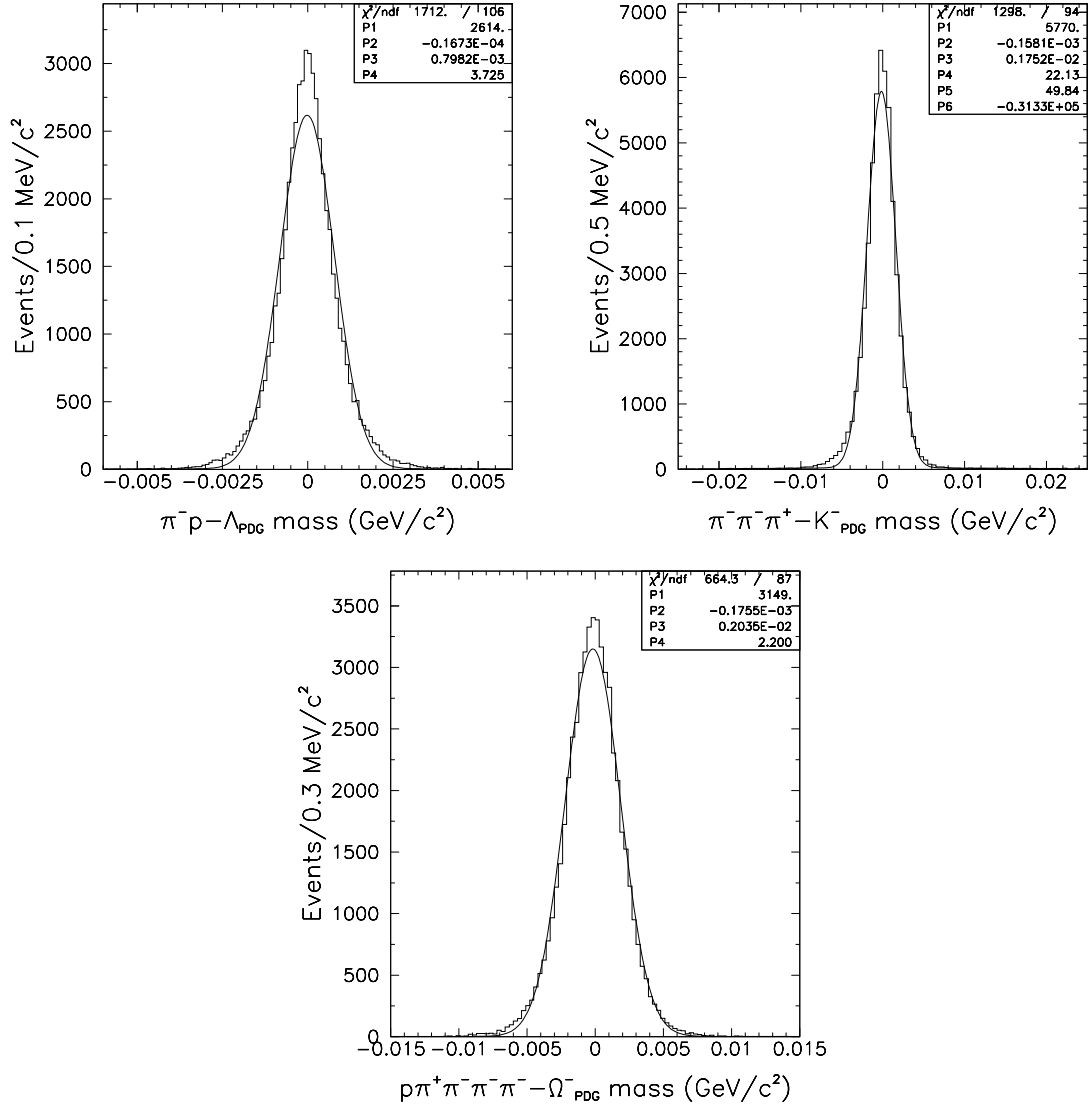 χ²/ndf 1712. / 106
P1 2614.
P2 -0.1673E-04
P3 0.7982E-03
P4 3.725
3000
2500
2000
1500
1000
500
0
Events/0.1 MeV/c²
−0.005 −0.0025 0 0.0025 0.005
π⁻p−Λ_PDG mass (GeV/c²)
χ²/ndf 1298. / 94
P1 5770.
P2 -0.1581E-03
P3 0.1752E-02
P4 22.13
P5 49.84
P6 -0.3133E+05
7000
6000
5000
4000
3000
2000
1000
0
Events/0.5 MeV/c²
−0.02 −0.01 0 0.01 0.02
π⁻π⁻π⁺−K⁻_PDG mass (GeV/c²)
χ²/ndf 664.3 / 87
P1 3149.
P2 -0.1755E-03
P3 0.2035E-02
P4 2.200
3500
3000
2500
2000
1500
1000
500
0
Events/0.3 MeV/c²
−0.015 −0.01 −0.005 0 0.005 0.01 0.015
pπ⁺π⁻π⁻π⁻−Ω⁻_PDG mass (GeV/c²)